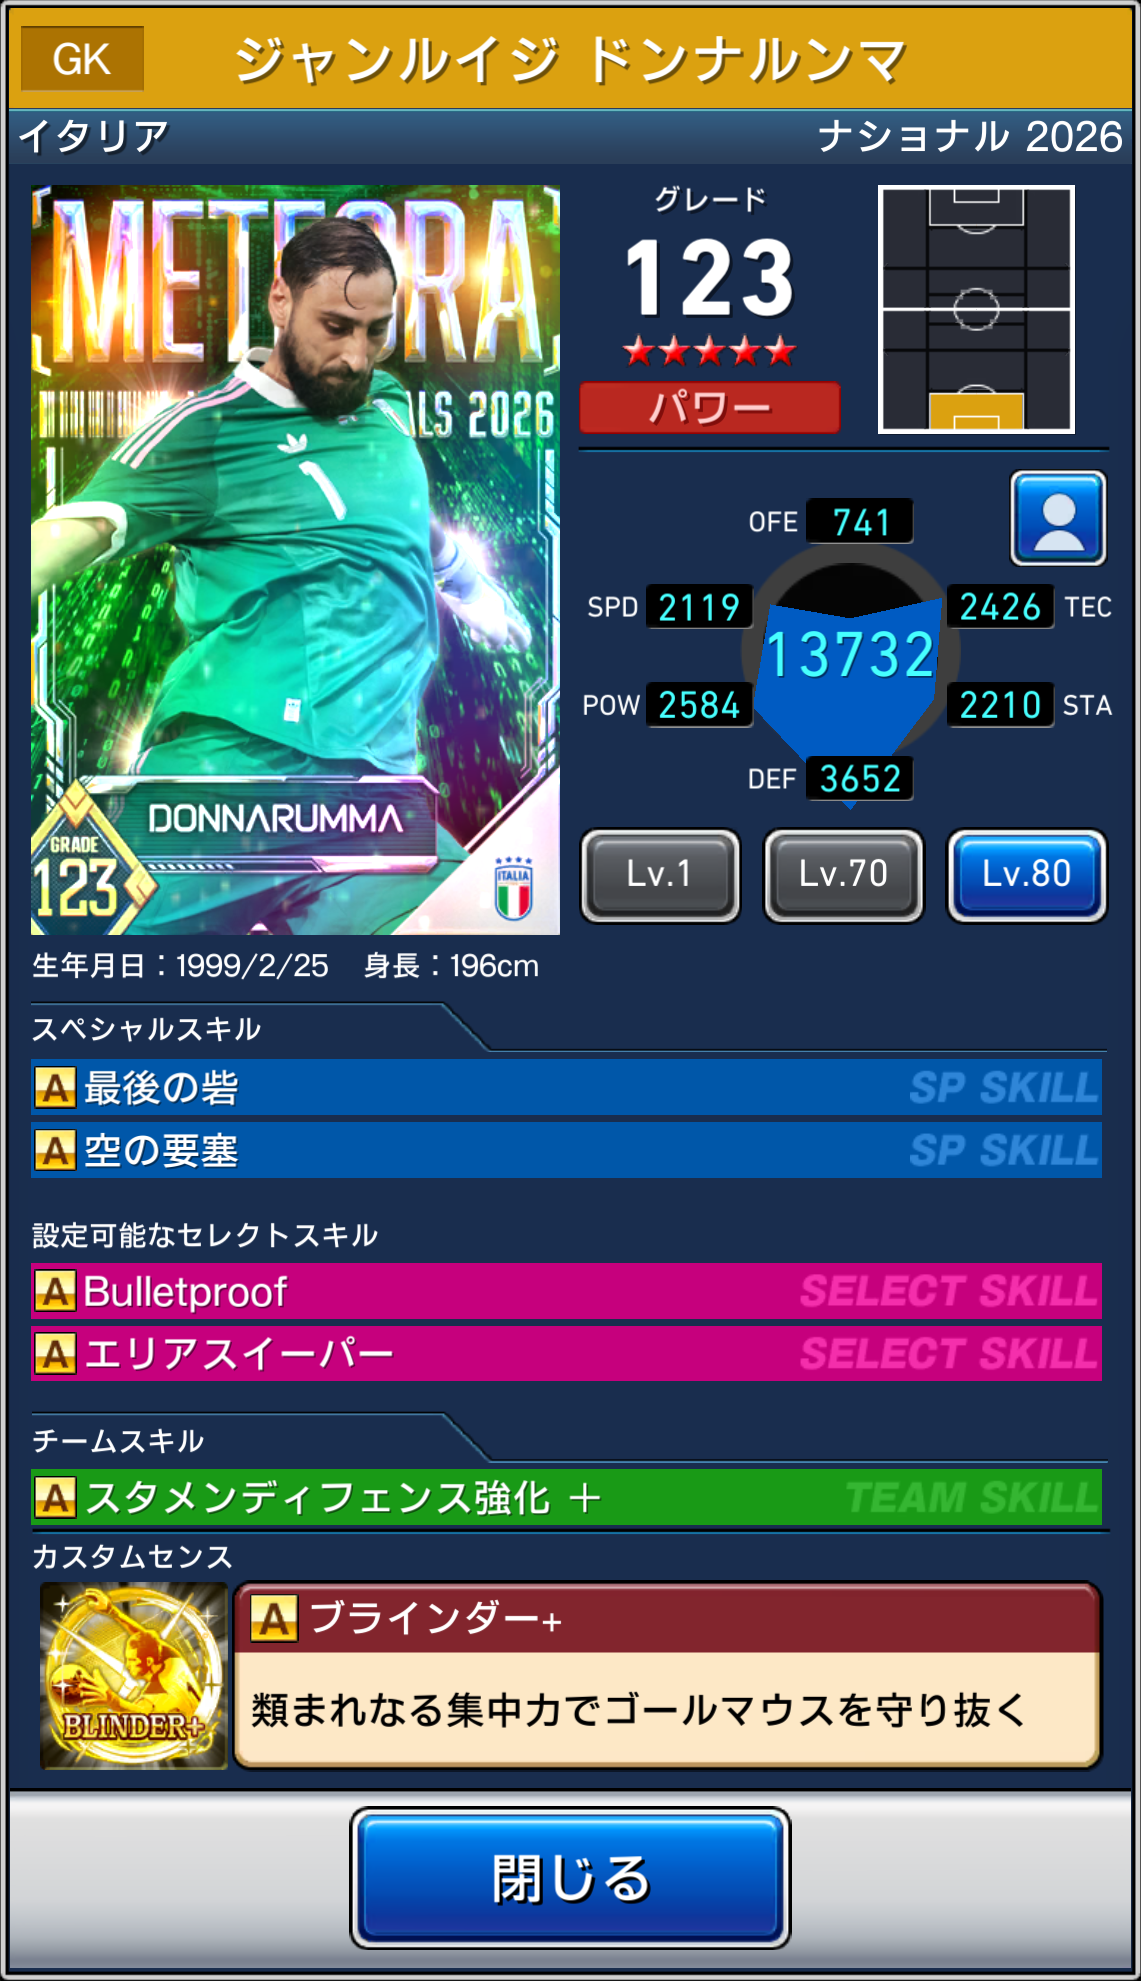 GK ジャンルイジ ドンナルンマ
イタリア ナショナル 2026
METEORA
ALS 2026
1
DONNARUMMA
GRADE
123
ITALIA
グレード
123
★★★★★
パワー
OFE 741
SPD 2119
2426 TEC
13732
POW 2584
2210 STA
DEF 3652
Lv.1 Lv.70 Lv.80
生年月日：1999/2/25 身長：196cm
スペシャルスキル
A 最後の砦 SP SKILL
A 空の要塞 SP SKILL
設定可能なセレクトスキル
A Bulletproof SELECT SKILL
A エリアスイーパー SELECT SKILL
チームスキル
A スタメンディフェンス強化 ＋ TEAM SKILL
カスタムセンス
BLINDER+
A ブラインダー+
類まれなる集中力でゴールマウスを守り抜く
閉じる